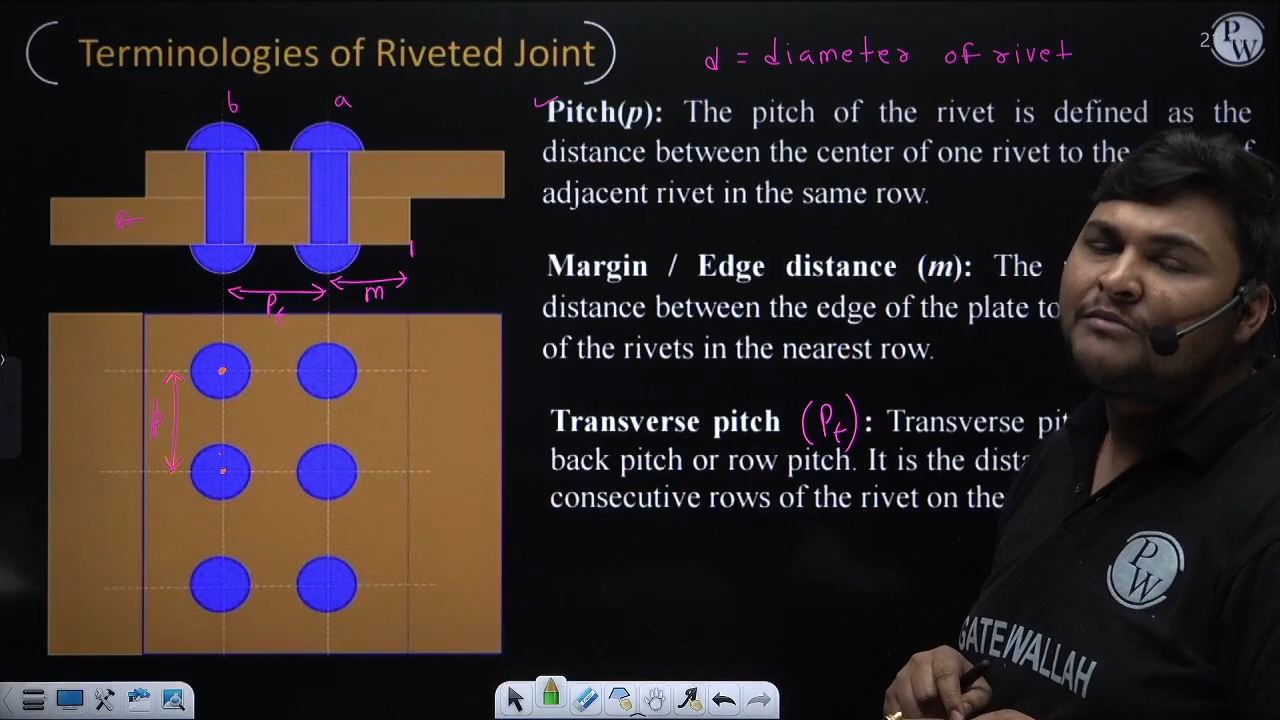 Terminologies of Riveted Joint
d = diameter of rivet
2
PW
b
a
Pitch(p): The pitch of the rivet is defined as the
distance between the center of one rivet to the
adjacent rivet in the same row.
Margin / Edge distance (m): The
distance between the edge of the plate to
of the rivets in the nearest row.
Transverse pitch (Pt): Transverse
back pitch or row pitch. It is the
consecutive rows of the rivet on the
Pt
m
p
PW
GATEWALLAH